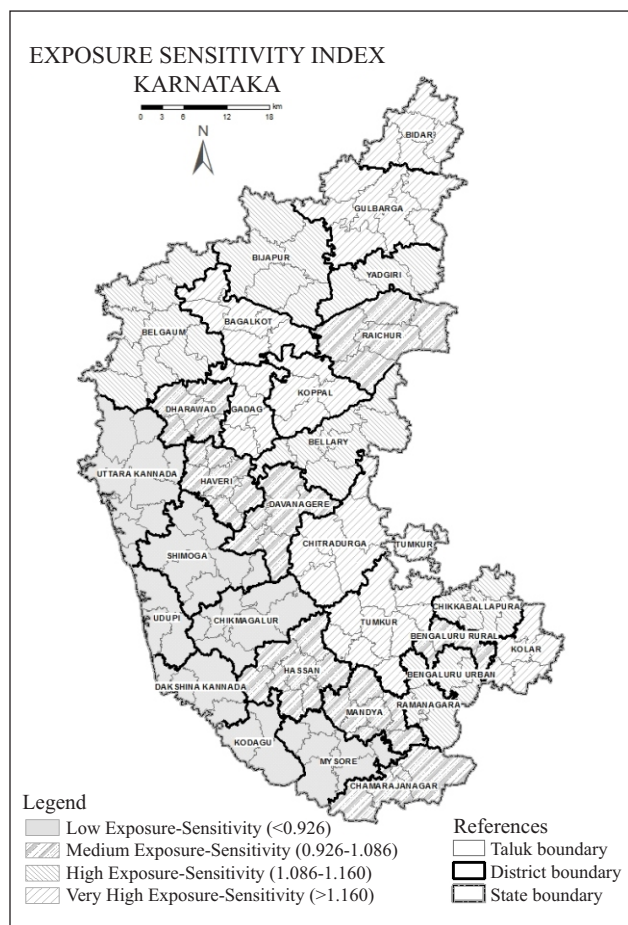 EXPOSURE SENSITIVITY INDEX
KARNATAKA
0 3 6 12 18 km
N
BIDAR
GULBARGA
BIJAPUR
YADGIRI
BAGALKOT
RAICHUR
BELGAUM
KOPPAL
DHARAWAD
GADAG
BELLARY
UTTARA KANNADA
HAVERI
DAVANAGERE
CHITRADURGA
TUMKUR
SHIMOGA
CHIKKABALLAPURA
UDUPI
CHIKMAGALUR
TUMKUR
BENGALURU RURAL
KOLAR
HASSAN
BENGALURU URBAN
DAKSHINA KANNADA
RAMANAGARA
MANDYA
KODAGU
MYSORE
CHAMARAJANAGAR
Legend
Low Exposure-Sensitivity (<0.926)
Medium Exposure-Sensitivity (0.926-1.086)
High Exposure-Sensitivity (1.086-1.160)
Very High Exposure-Sensitivity (>1.160)
References
Taluk boundary
District boundary
State boundary